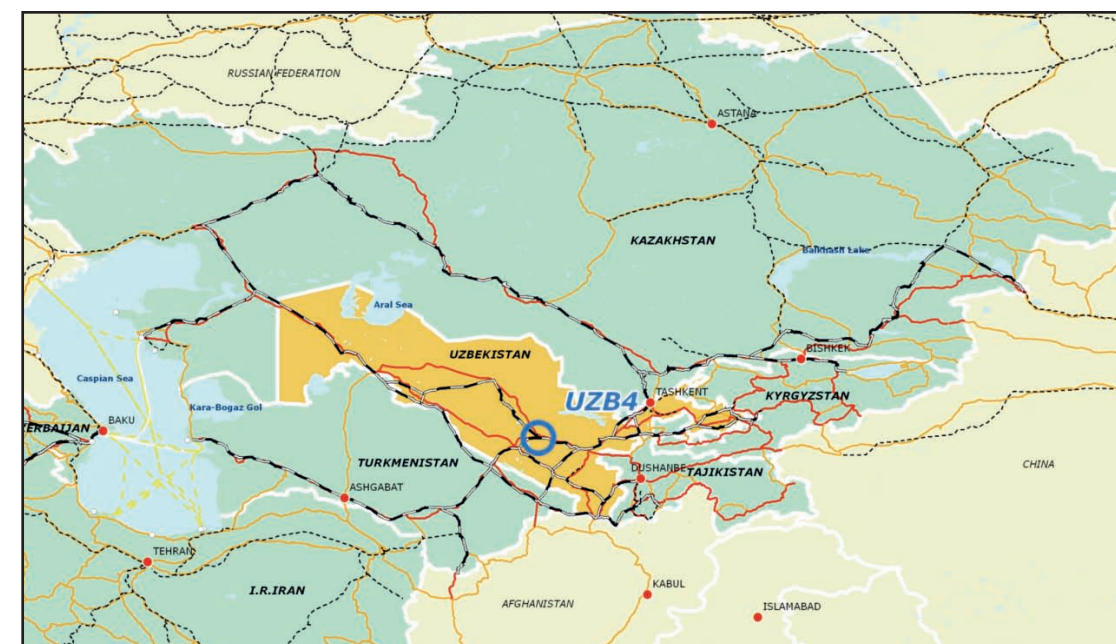 RUSSIAN FEDERATION
ASTANA
KAZAKHSTAN
Balkhash Lake
Aral Sea
UZBEKISTAN
BISHKEK
Caspian Sea
UZB4
TASHKENT
KYRGYZSTAN
Kara-Bogaz Gol
BAKU
ERBAIJAN
TURKMENISTAN
DUSHANBE
TAJIKISTAN
CHINA
ASHGABAT
TEHRAN
I.R.IRAN
KABUL
AFGHANISTAN
ISLAMABAD